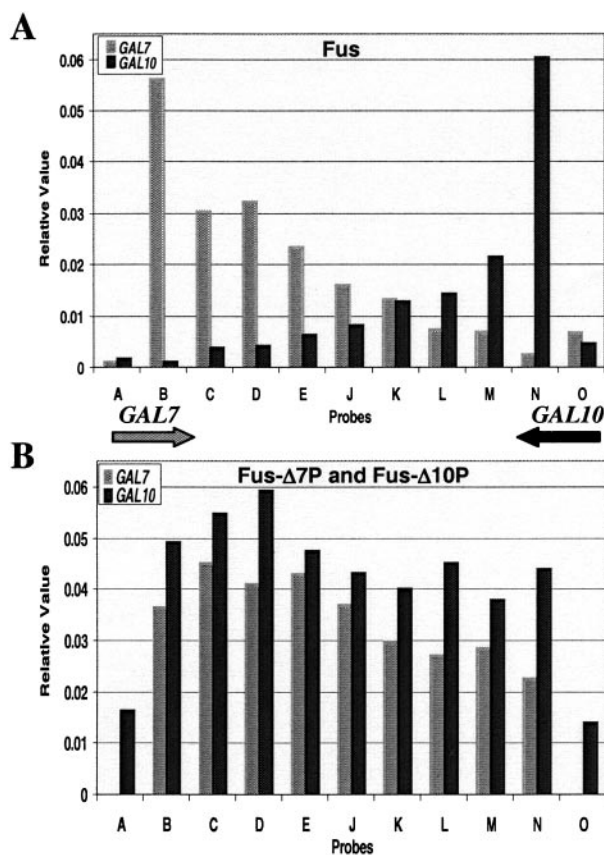 A
GAL7
GAL10
Fus
Relative Value
0.06
0.05
0.04
0.03
0.02
0.01
0
A B C D E J K L M N O
Probes
GAL7
GAL10
B
GAL7
GAL10
Fus-Δ7P and Fus-Δ10P
Relative Value
0.06
0.05
0.04
0.03
0.02
0.01
0
A B C D E J K L M N O
Probes